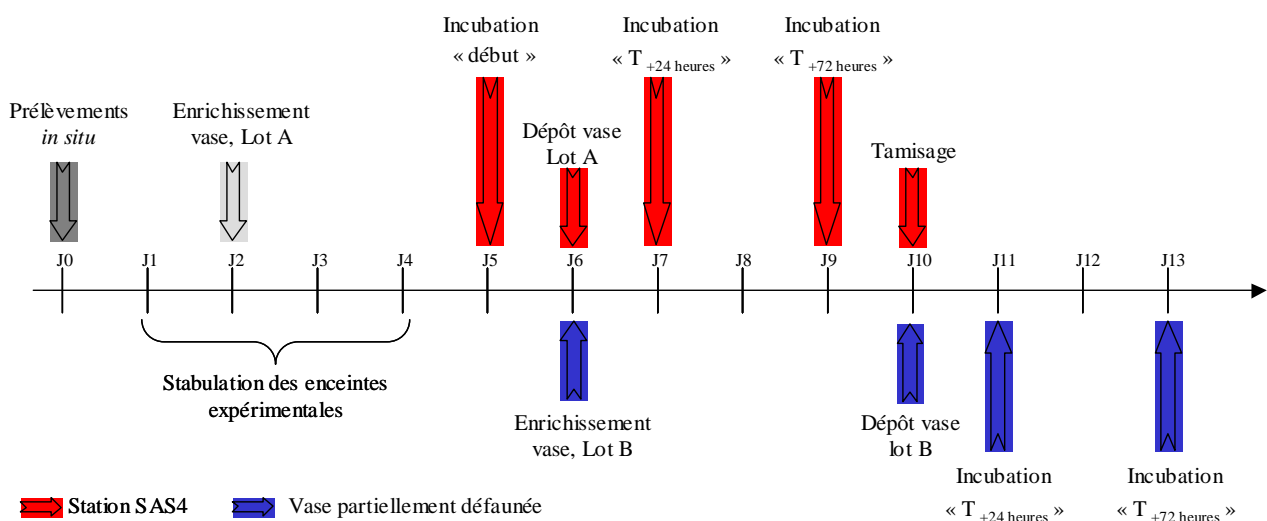 Incubation
« début »
Incubation
« T +24 heures »
Incubation
« T +72 heures »
Prélèvements
in situ
Enrichissement
vase, Lot A
Dépôt vase
Lot A
Tamisage
J0
J1
J2
J3
J4
J5
J6
J7
J8
J9
J10
J11
J12
J13
Stabulation des enceintes
expérimentales
Enrichissement
vase, Lot B
Dépôt vase
lot B
Incubation
« T +24 heures »
Incubation
« T +72 heures »
Station SAS4
Vase partiellement défaunée